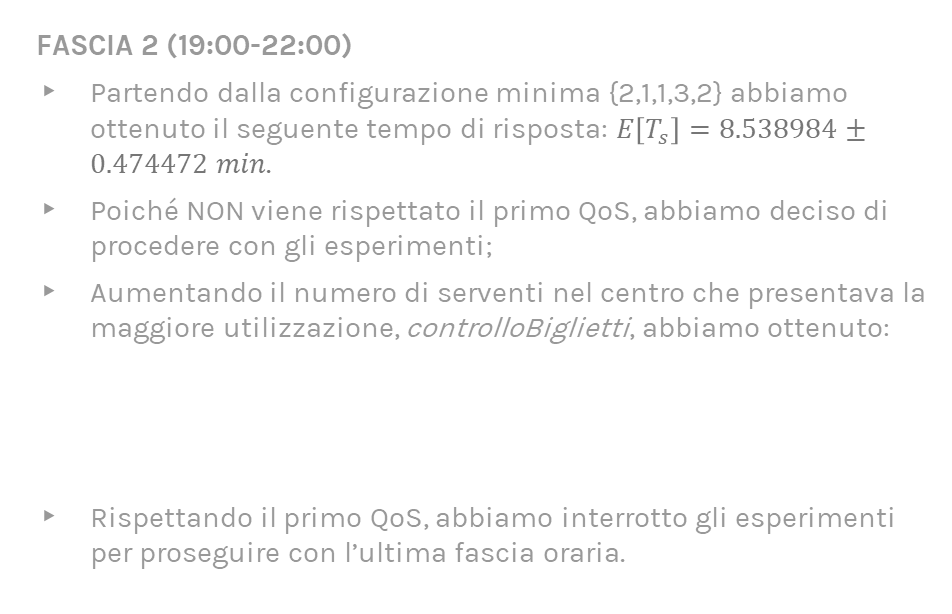 FASCIA 2 (19:00-22:00)
▸ Partendo dalla configurazione minima {2,1,1,3,2} abbiamo
ottenuto il seguente tempo di risposta: E[Tₛ] = 8.538984 ±
0.474472 min.
▸ Poiché NON viene rispettato il primo QoS, abbiamo deciso di
procedere con gli esperimenti;
▸ Aumentando il numero di serventi nel centro che presentava la
maggiore utilizzazione, controlloBiglietti, abbiamo ottenuto:
▸ Rispettando il primo QoS, abbiamo interrotto gli esperimenti
per proseguire con l’ultima fascia oraria.